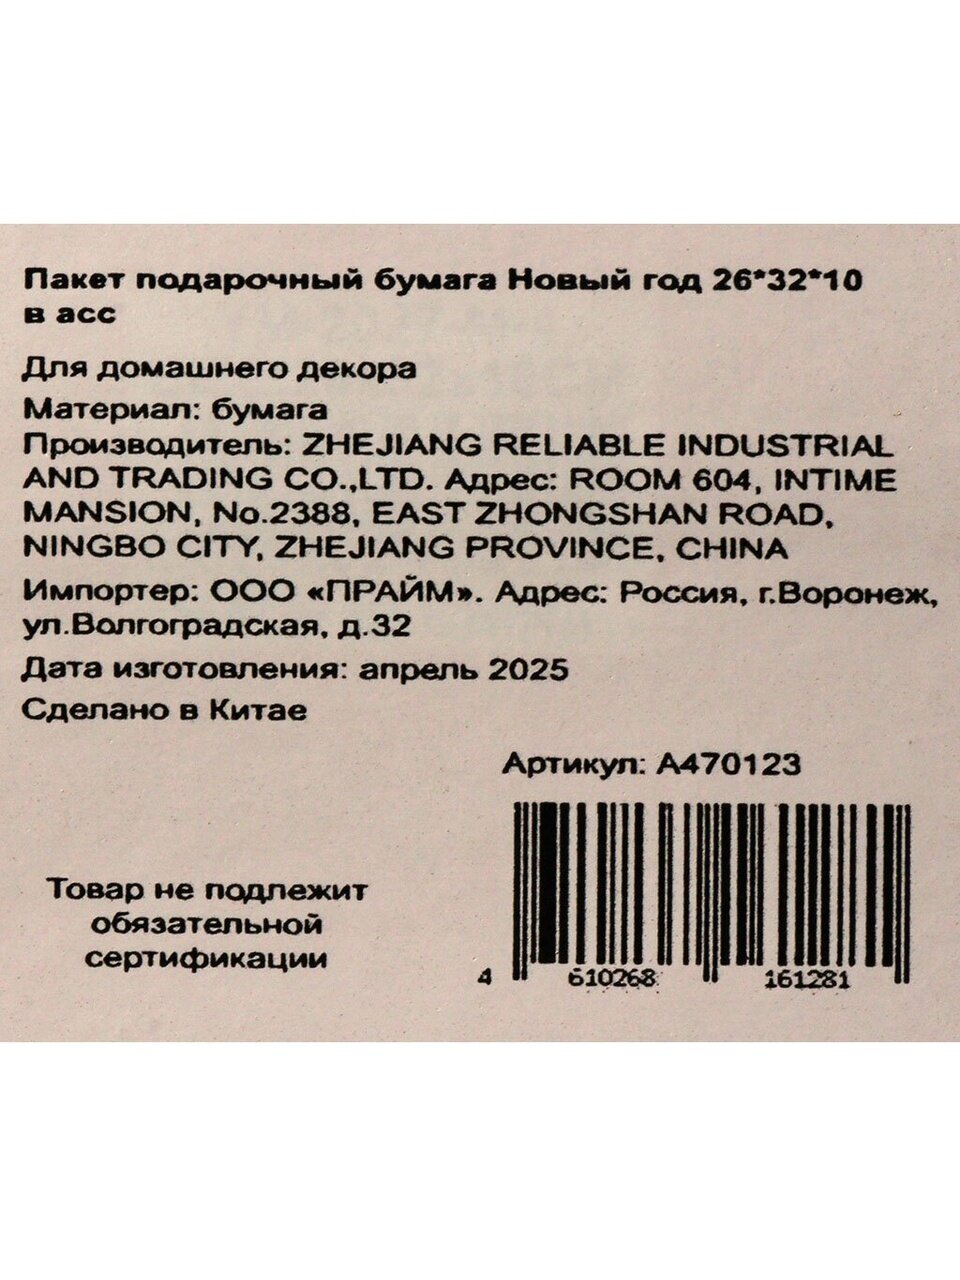 Пакет подарочный бумага Новый год 26*32*10
в асс
Для домашнего декора
Материал: бумага
Производитель: ZHEJIANG RELIABLE INDUSTRIAL
AND TRADING CO.,LTD. Адрес: ROOM 604, INTIME
MANSION, No.2388, EAST ZHONGSHAN ROAD,
NINGBO CITY, ZHEJIANG PROVINCE, CHINA
Импортер: ООО «ПРАЙМ». Адрес: Россия, г.Воронеж,
ул.Волгоградская, д.32
Дата изготовления: апрель 2025
Сделано в Китае
Артикул: А470123
Товар не подлежит
обязательной
сертификации
4 610268 161281